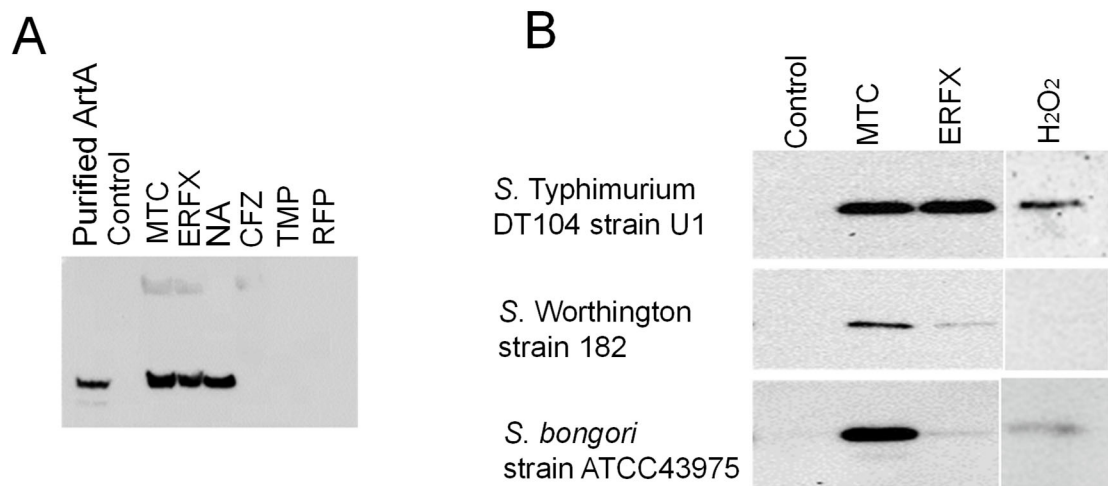 A
Purified ArtA
Control
MTC
ERFX
NA
CFZ
TMP
RFP
B
Control
MTC
ERFX
H₂O₂
S. Typhimurium
DT104 strain U1
S. Worthington
strain 182
S. bongori
strain ATCC43975